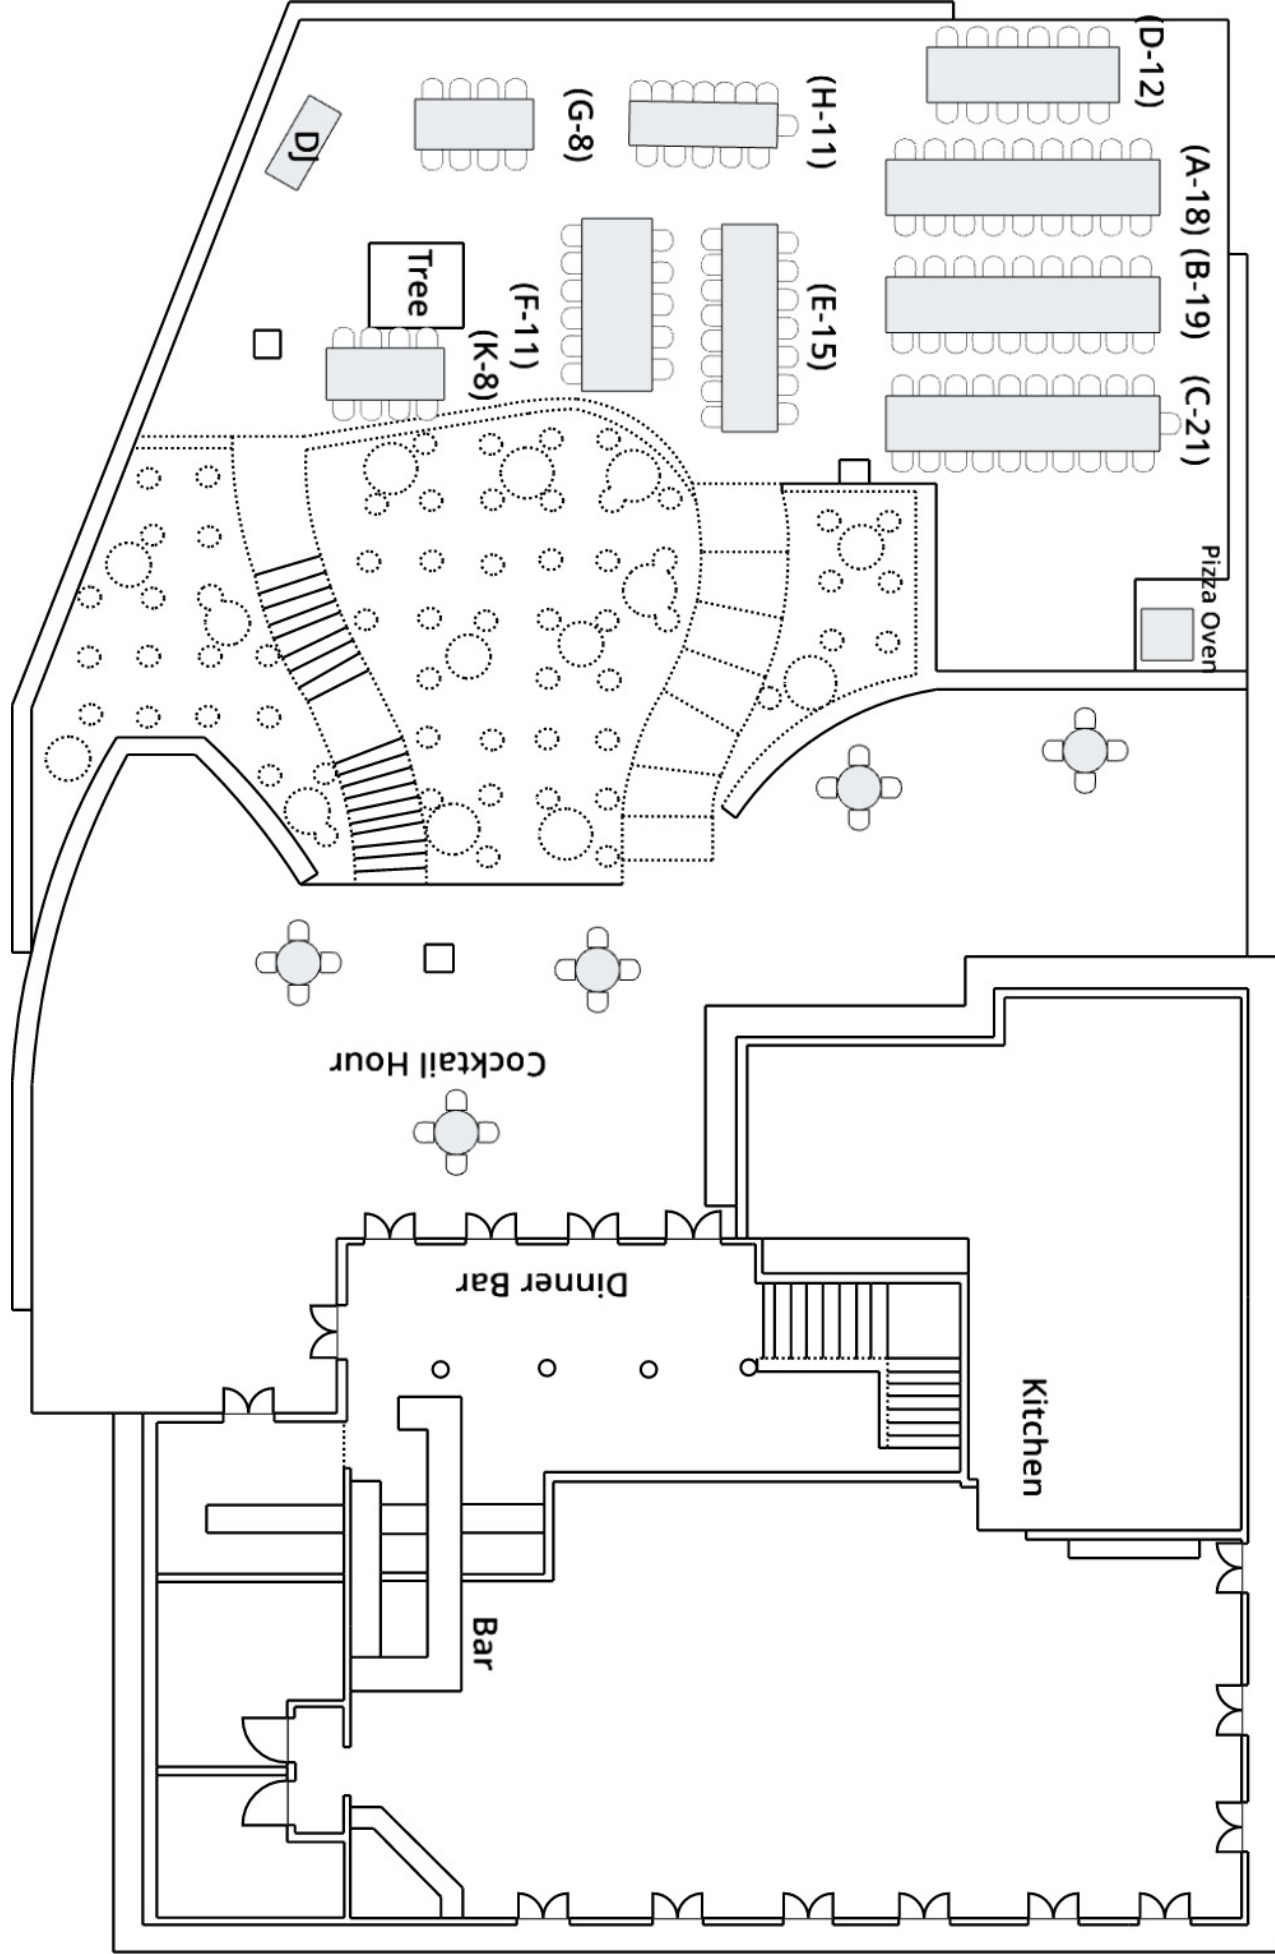 (D-12)
(H-11)
(G-8)
DJ
(A-18)
(B-19)
Tree
(F-11)
(E-15)
(K-8)
(C-21)
Pizza Oven
Cocktail Hour
Dinner Bar
Kitchen
Bar